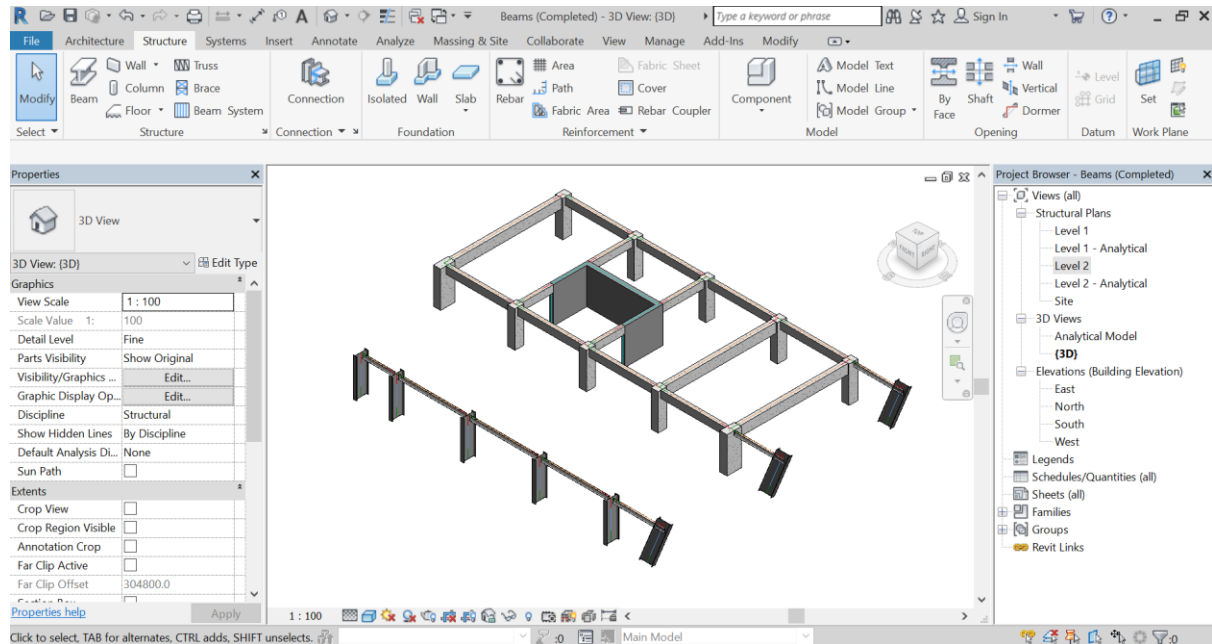 Beams (Completed) - 3D View: {3D}
Type a keyword or phrase
Sign In
File Architecture Structure Systems Insert Annotate Analyze Massing & Site Collaborate View Manage Add-Ins Modify
Modify
Beam
Wall
Column
Floor
Truss
Brace
Beam System
Connection
Isolated
Wall
Slab
Rebar
Area
Path
Fabric Area
Fabric Sheet
Cover
Rebar Coupler
Component
Model Text
Model Line
Model Group
By
Face
Shaft
Wall
Vertical
Dormer
Level
Grid
Set
Select Structure Connection Foundation Reinforcement Model Opening Datum Work Plane
Properties
3D View
3D View: {3D}
Edit Type
Graphics
View Scale 1 : 100
Scale Value 1: 100
Detail Level Fine
Parts Visibility Show Original
Visibility/Graphics ... Edit...
Graphic Display Op... Edit...
Discipline Structural
Show Hidden Lines By Discipline
Default Analysis Di... None
Sun Path
Extents
Crop View
Crop Region Visible
Annotation Crop
Far Clip Active
Far Clip Offset 304800.0
Properties help
Apply
TOP
FRONT
RIGHT
1 : 100
Project Browser - Beams (Completed)
Views (all)
Structural Plans
Level 1
Level 1 - Analytical
Level 2
Level 2 - Analytical
Site
3D Views
Analytical Model
{3D}
Elevations (Building Elevation)
East
North
South
West
Legends
Schedules/Quantities (all)
Sheets (all)
Families
Groups
Revit Links
Click to select, TAB for alternates, CTRL adds, SHIFT unselects.
:0
Main Model
:0